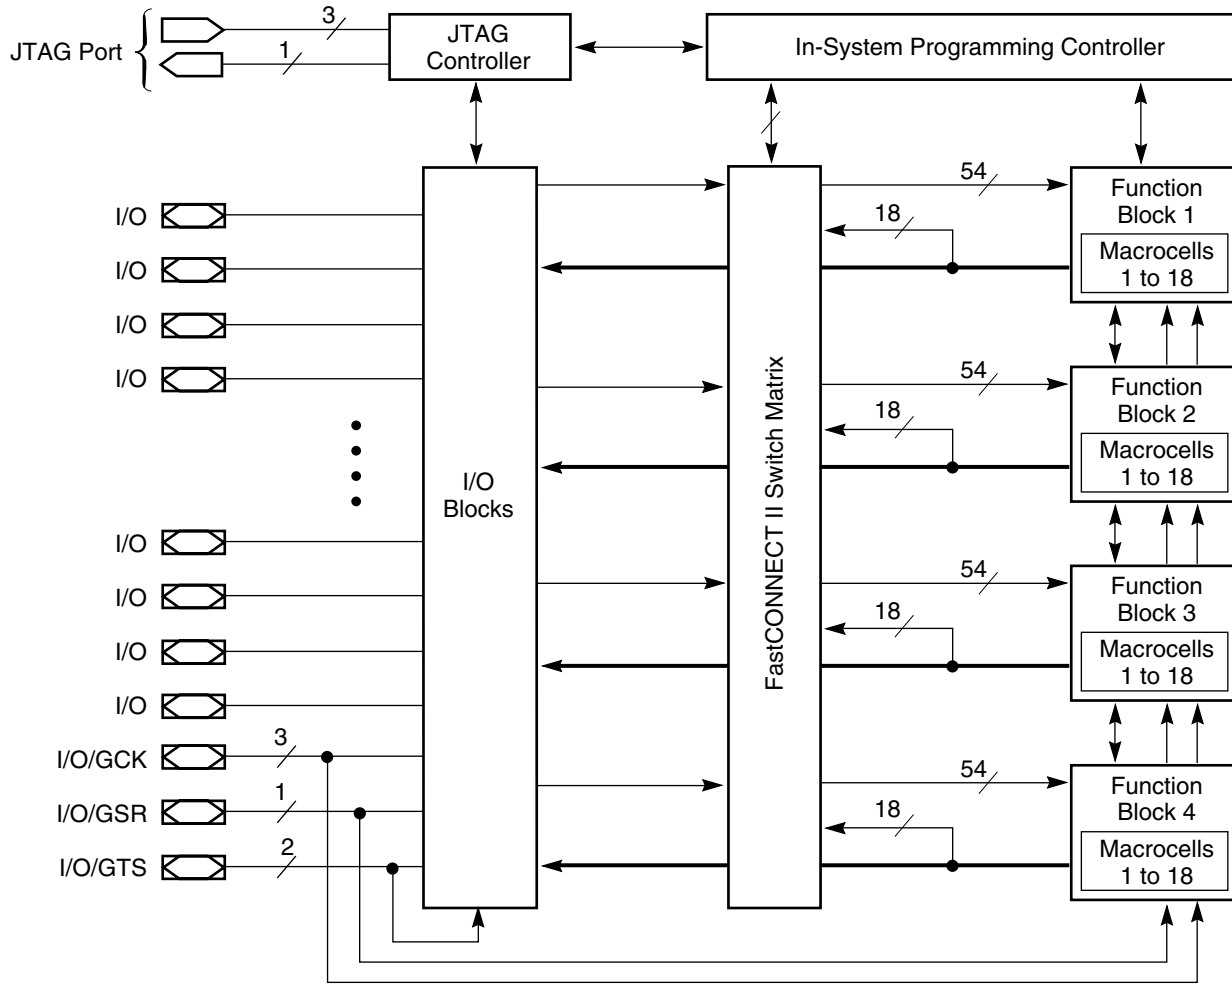 JTAG Port
3
1
JTAG
Controller
In-System Programming Controller
I/O
I/O
I/O
I/O
I/O
I/O
I/O
I/O
I/O/GCK
3
I/O/GSR
1
I/O/GTS
2
I/O
Blocks
FastCONNECT II Switch Matrix
54
18
Function
Block 1
Macrocells
1 to 18
54
18
Function
Block 2
Macrocells
1 to 18
54
18
Function
Block 3
Macrocells
1 to 18
54
18
Function
Block 4
Macrocells
1 to 18